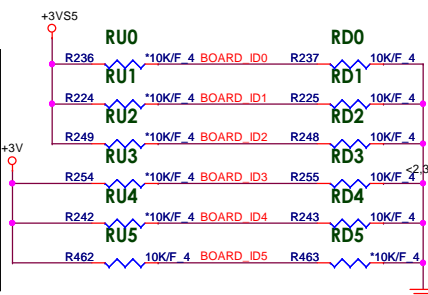 +3VS5
RU0 RD0
R236 *10K/F_4 BOARD_ID0 R237 10K/F_4
RU1 RD1
R224 *10K/F_4 BOARD_ID1 R225 10K/F_4
RU2 RD2
R249 *10K/F_4 BOARD_ID2 R248 10K/F_4
+3V RU3 RD3
<2,3
R254 *10K/F_4 BOARD_ID3 R255 10K/F_4
RU4 RD4
R242 *10K/F_4 BOARD_ID4 R243 10K/F_4
RU5 RD5
R462 10K/F_4 BOARD_ID5 R463 *10K/F_4